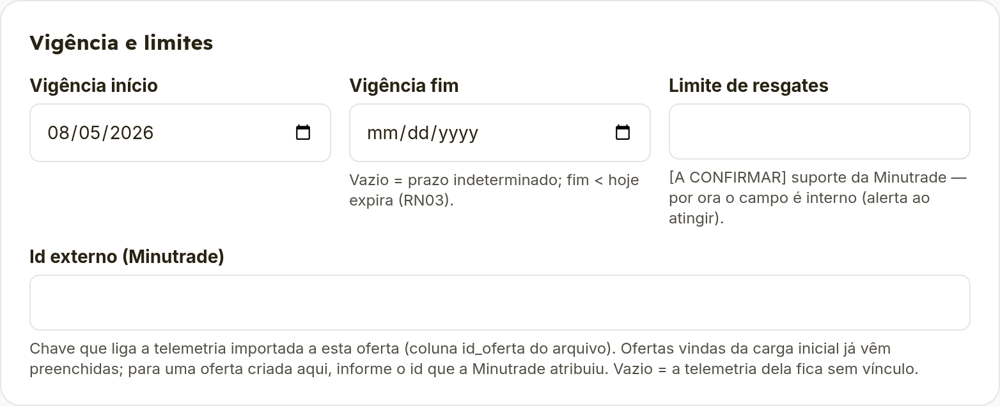 Vigência e limites
Vigência início
Vigência fim
Limite de resgates
08/05/2026
mm/dd/yyyy
Vazio = prazo indeterminado; fim < hoje
expira (RN03).
[A CONFIRMAR] suporte da Minutrade —
por ora o campo é interno (alerta ao
atingir).
Id externo (Minutrade)
Chave que liga a telemetria importada a esta oferta (coluna id_oferta do arquivo). Ofertas vindas da carga inicial já vêm
preenchidas; para uma oferta criada aqui, informe o id que a Minutrade atribuiu. Vazio = a telemetria dela fica sem vínculo.